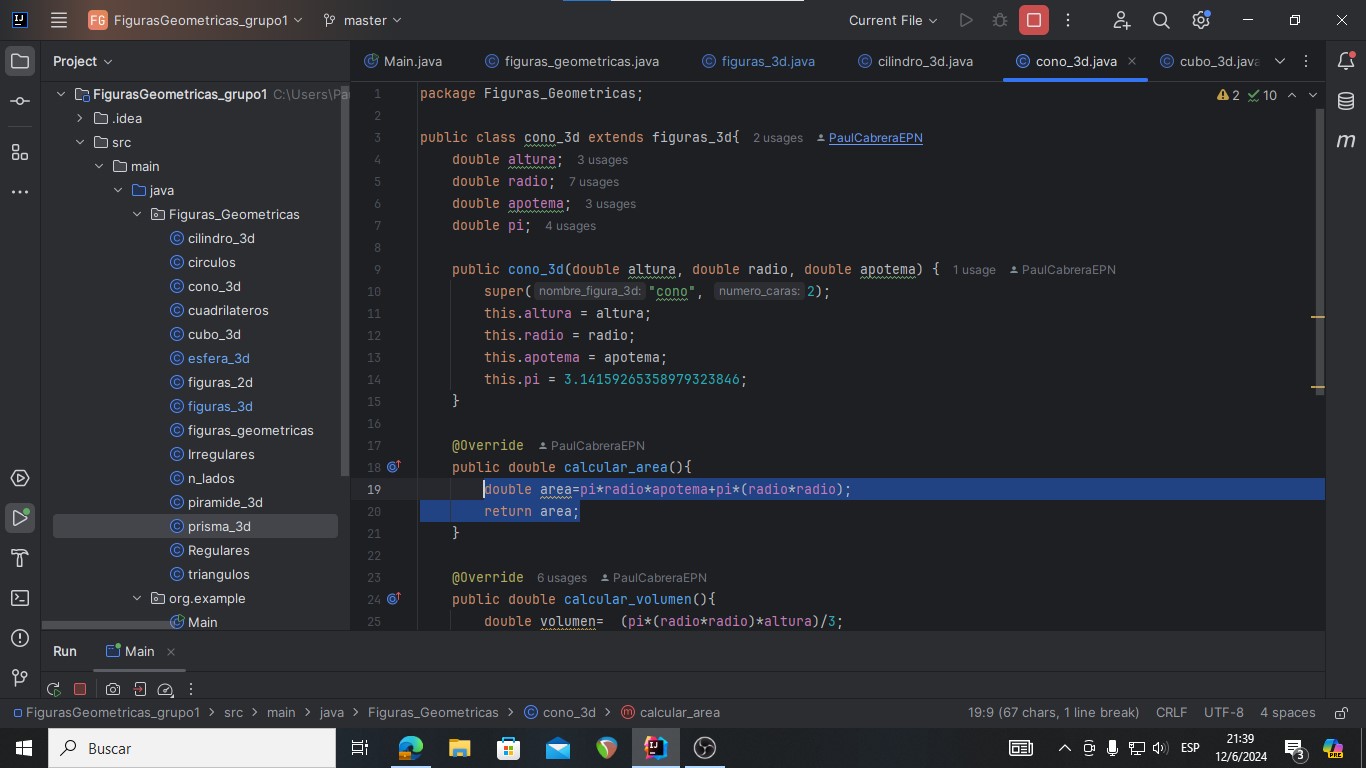 FG FigurasGeometricas_grupo1 master Current File
Project
Main.java figuras_geometricas.java figuras_3d.java cilindro_3d.java cono_3d.java cubo_3d.java
FigurasGeometricas_grupo1 C:\Users\Pa
.idea
src
main
java
Figuras_Geometricas
cilindro_3d
circulos
cono_3d
cuadrilateros
cubo_3d
esfera_3d
figuras_2d
figuras_3d
figuras_geometricas
Irregulares
n_lados
piramide_3d
prisma_3d
Regulares
triangulos
org.example
Main
2 10
1 package Figuras_Geometricas;
2
3 public class cono_3d extends figuras_3d{ 2 usages PaulCabreraEPN
4 double altura; 3 usages
5 double radio; 7 usages
6 double apotema; 3 usages
7 double pi; 4 usages
8
9 public cono_3d(double altura, double radio, double apotema) { 1 usage PaulCabreraEPN
10 super( nombre_figura_3d: "cono", numero_caras: 2);
11 this.altura = altura;
12 this.radio = radio;
13 this.apotema = apotema;
14 this.pi = 3.14159265358979323846;
15 }
16
17 @Override PaulCabreraEPN
18 public double calcular_area(){
19 double area=pi*radio*apotema+pi*(radio*radio);
20 return area;
21 }
22
23 @Override 6 usages PaulCabreraEPN
24 public double calcular_volumen(){
25 double volumen= (pi*(radio*radio)*altura)/3;
m
Run Main
FigurasGeometricas_grupo1 > src > main > java > Figuras_Geometricas > cono_3d > calcular_area 19:9 (67 chars, 1 line break) CRLF UTF-8 4 spaces
Buscar ESP 21:39
12/6/2024 3